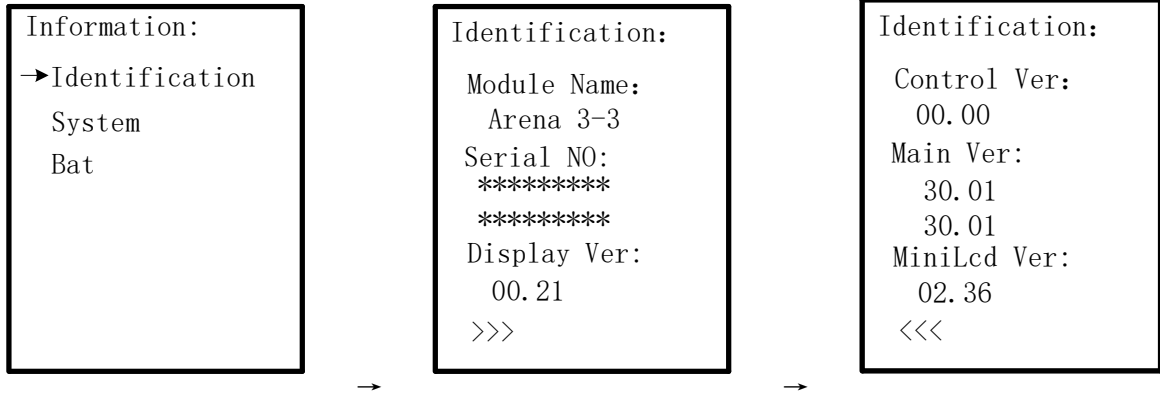 Information:
→Identification
System
Bat
Identification:
Module Name:
Arena 3-3
Serial NO:
*********
*********
Display Ver:
00.21
>>>
→
Identification:
Control Ver:
00.00
Main Ver:
30.01
30.01
MiniLcd Ver:
02.36
<<<
→